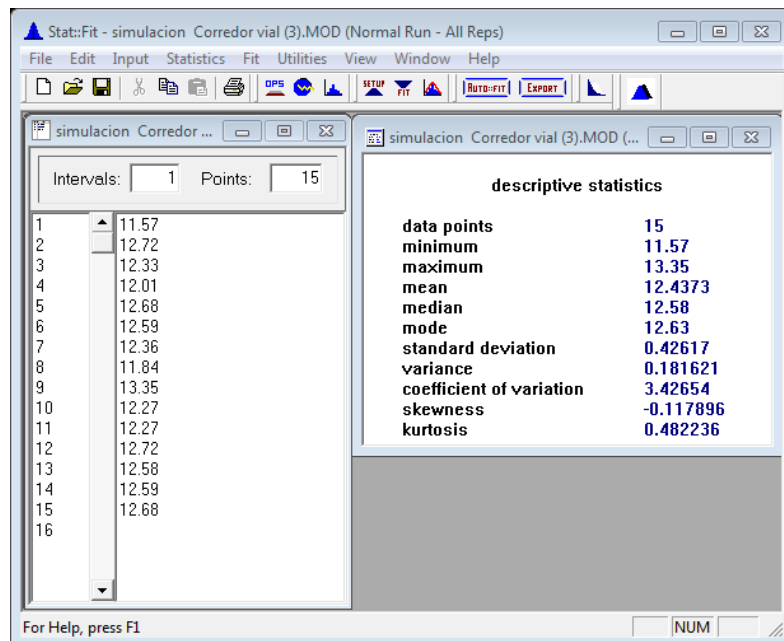 Stat::Fit - simulacion Corredor vial (3).MOD (Normal Run - All Reps)
File Edit Input Statistics Fit Utilities View Window Help
OPS SETUP FIT AUTO::FIT EXPORT
simulacion Corredor ...
Intervals: 1 Points: 15
1 11.57
2 12.72
3 12.33
4 12.01
5 12.68
6 12.59
7 12.36
8 11.84
9 13.35
10 12.27
11 12.27
12 12.72
13 12.58
14 12.59
15 12.68
16
simulacion Corredor vial (3).MOD (...
descriptive statistics
data points 15
minimum 11.57
maximum 13.35
mean 12.4373
median 12.58
mode 12.63
standard deviation 0.42617
variance 0.181621
coefficient of variation 3.42654
skewness -0.117896
kurtosis 0.482236
For Help, press F1
NUM